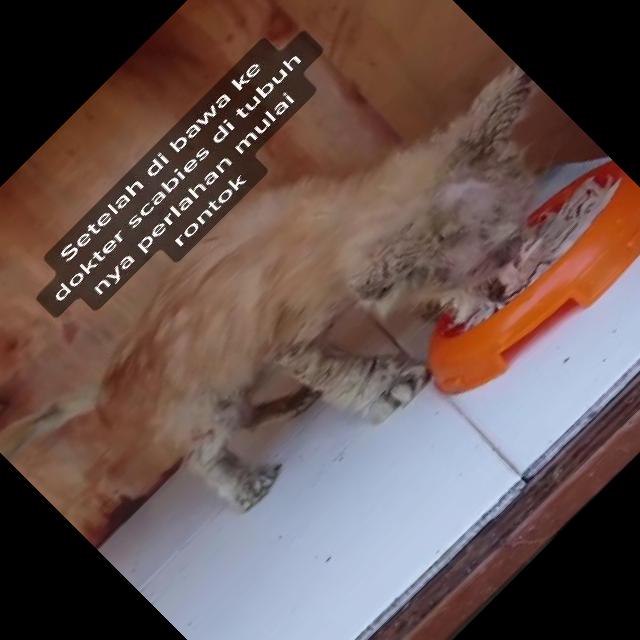 Setelah di bawa ke
dokter scabies di tubuh
nya perlahan mulai
rontok